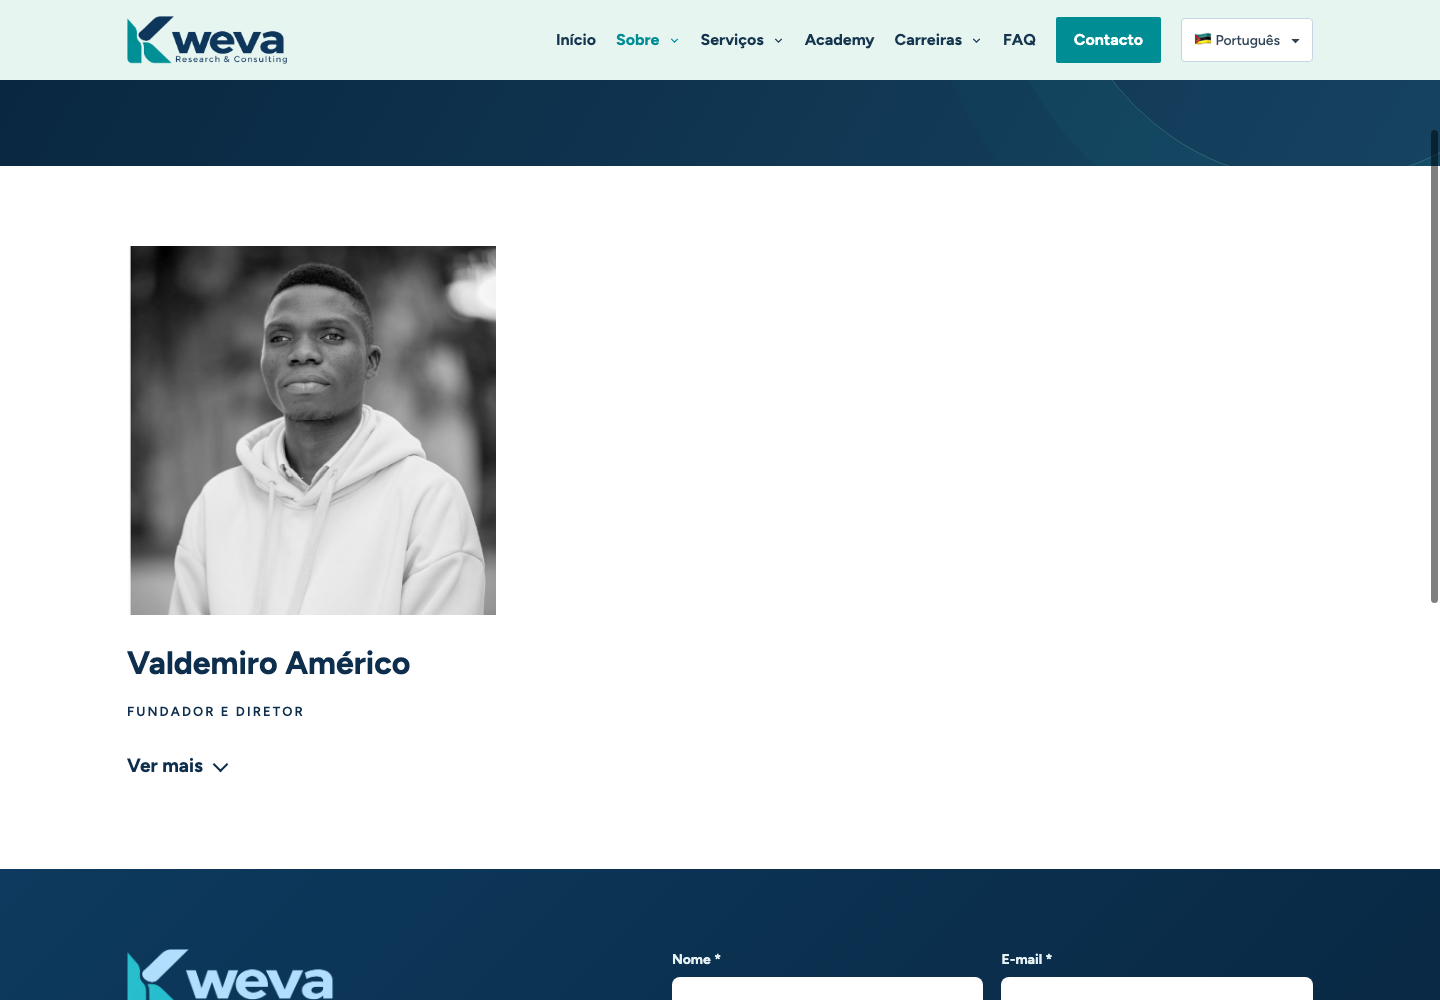 Kweva
Research & Consulting
Início
Sobre
Serviços
Academy
Carreiras
FAQ
Contacto
Português
Valdemiro Américo
FUNDADOR E DIRETOR
Ver mais
Kweva
Nome *
E-mail *